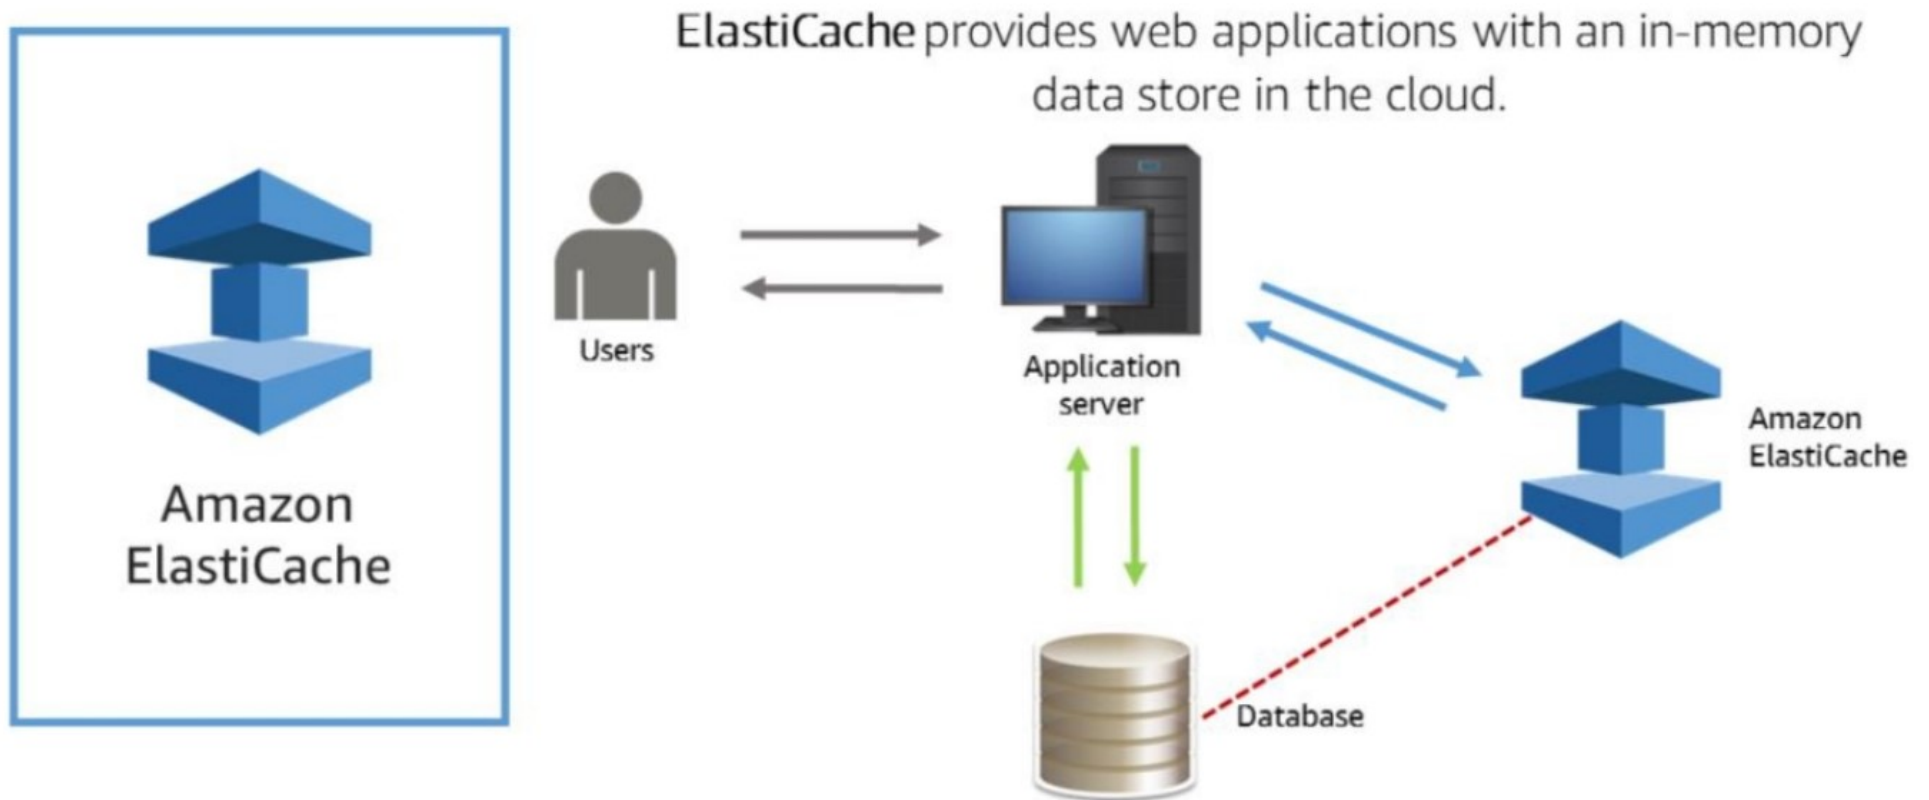 ElastiCache provides web applications with an in-memory
data store in the cloud.
Amazon
ElastiCache
Users
Application
server
Amazon
ElastiCache
Database